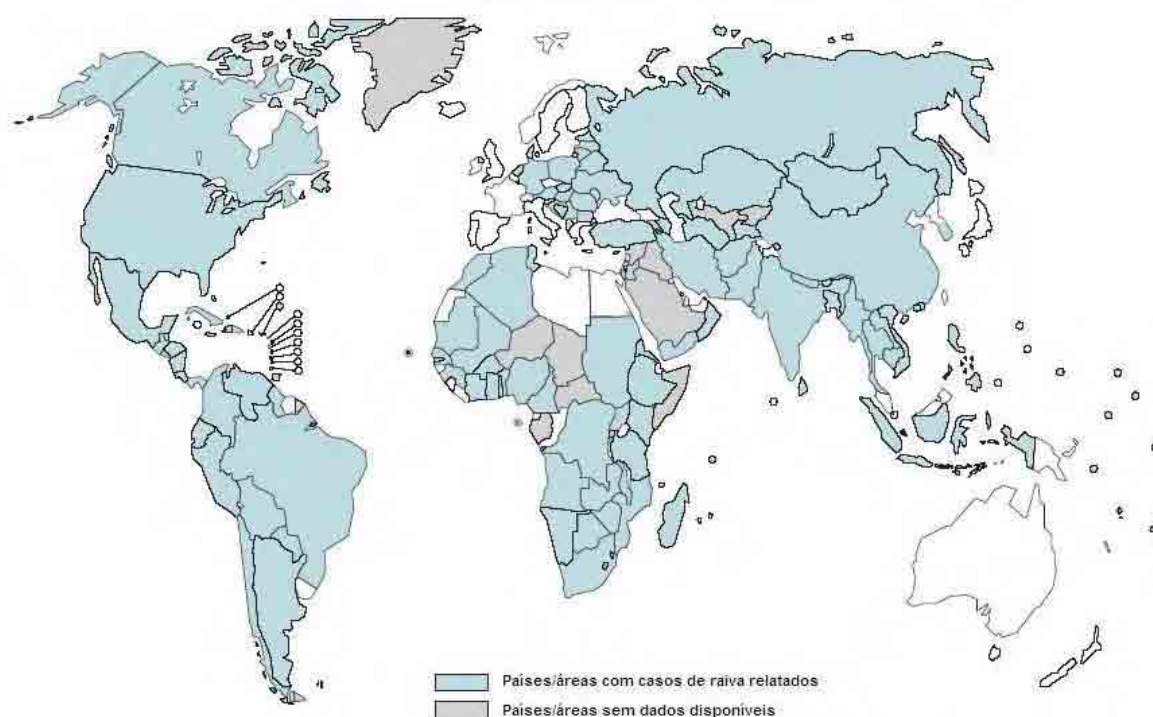 Países/áreas com casos de raiva relatados
Países/áreas sem dados disponíveis